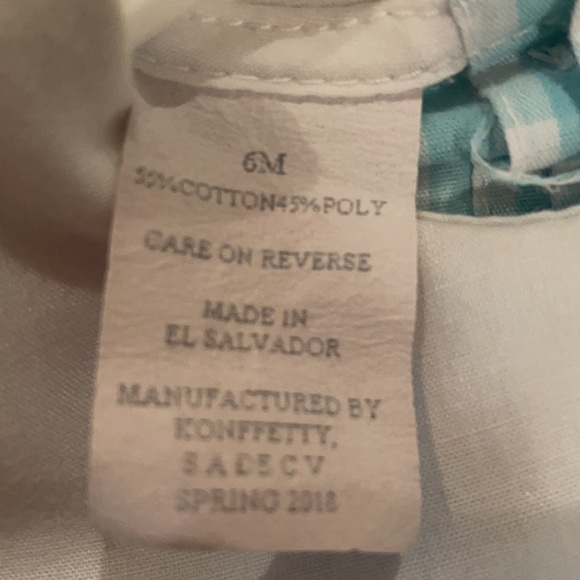 6M
55%COTTON45%POLY
CARE ON REVERSE
MADE IN
EL SALVADOR
MANUFACTURED BY
KONFFETTY,
S A DE C V
SPRING 2018